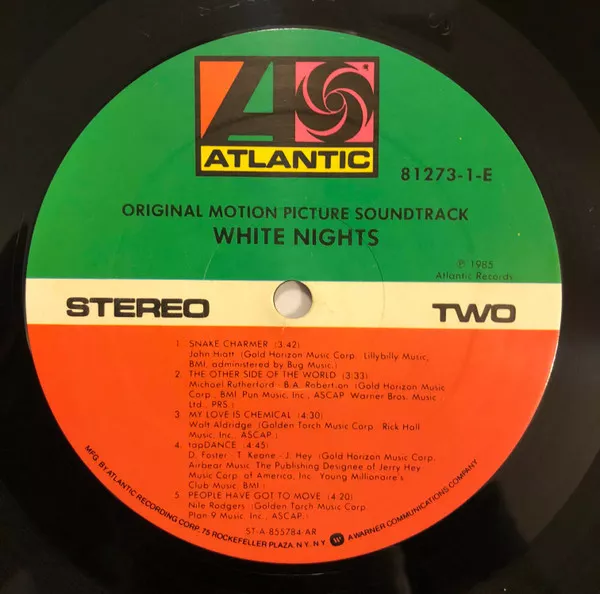 ATLANTIC
81273-1-E
ORIGINAL MOTION PICTURE SOUNDTRACK
WHITE NIGHTS
℗ 1985
Atlantic Records
STEREO
TWO
1. SNAKE CHARMER (3:42)
John Hiatt (Gold Horizon Music Corp. Lillybilly Music,
BMI, administered by Bug Music.)
2. THE OTHER SIDE OF THE WORLD (3:33)
Michael Rutherford - B.A. Robertson (Gold Horizon Music
Corp., BMI, Pun Music, Inc., ASCAP Warner Bros. Music
Ltd., PRS.)
3. MY LOVE IS CHEMICAL (4:30)
Walt Aldridge (Golden Torch Music Corp. Rick Hall
Music, Inc., ASCAP.)
4. tapDANCE (4:45)
D. Foster - T. Keane - J. Hey (Gold Horizon Music Corp.
Airbear Music. The Publishing Designee of Jerry Hey
Music Corp. of America, Inc. Young Millionaire's
Club Music, BMI.)
5. PEOPLE HAVE GOT TO MOVE (4:20)
Nile Rodgers (Golden Torch Music Corp.
Plan 9 Music, Inc., ASCAP.)
ST-A-855784-AR
MFG. BY ATLANTIC RECORDING CORP., 75 ROCKEFELLER PLAZA, N.Y., N.Y. A WARNER COMMUNICATIONS COMPANY